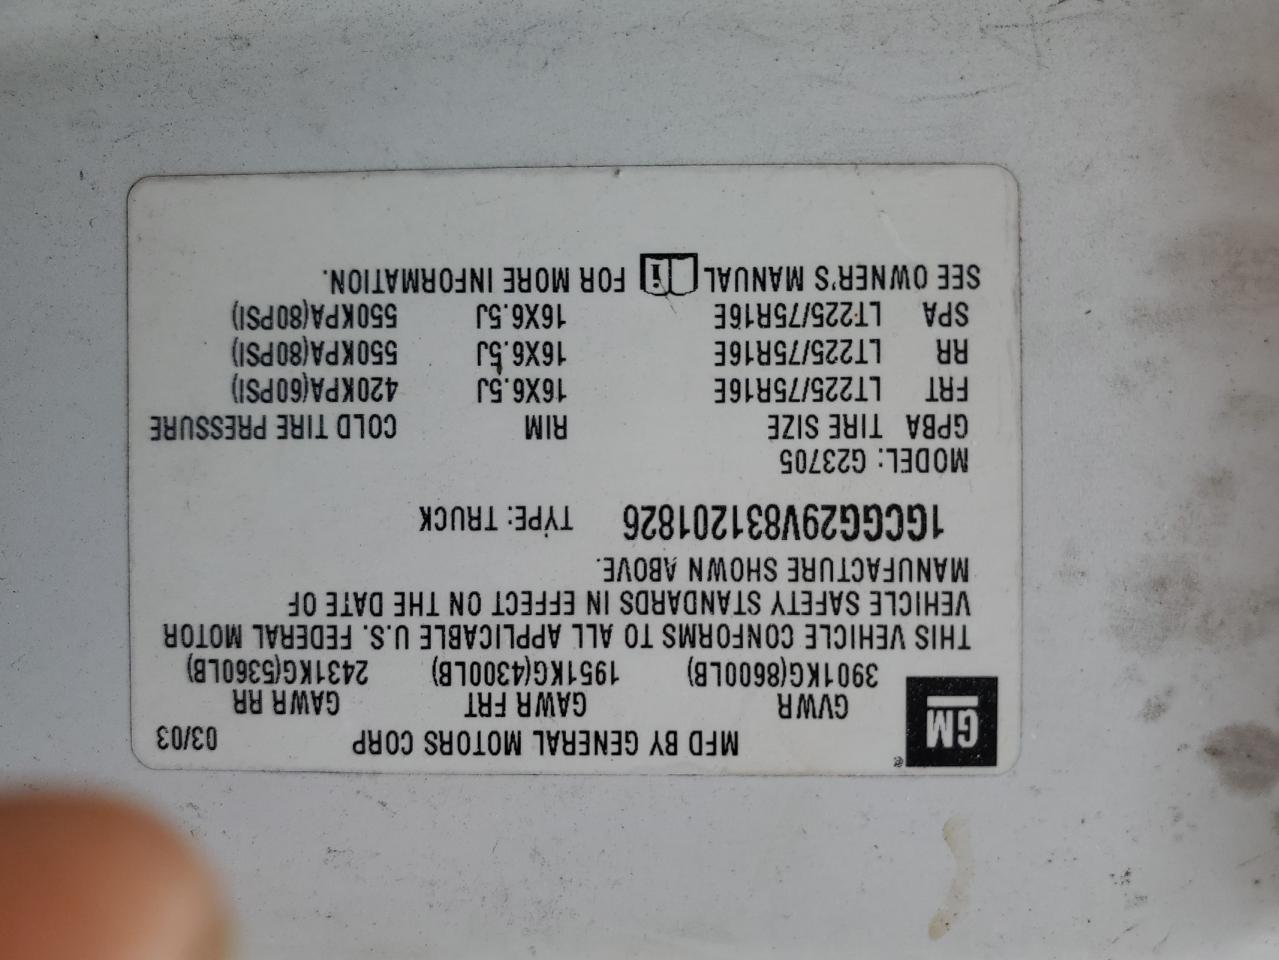 GM®
MFD BY GENERAL MOTORS CORP 03/03
GVWR GAWR FRT GAWR RR
3901KG(8600LB) 1951KG(4300LB) 2431KG(5360LB)
THIS VEHICLE CONFORMS TO ALL APPLICABLE U.S. FEDERAL MOTOR
VEHICLE SAFETY STANDARDS IN EFFECT ON THE DATE OF
MANUFACTURE SHOWN ABOVE.
1GCGG29V831201826 TYPE: TRUCK
MODEL: G23705
GPBA TIRE SIZE RIM COLD TIRE PRESSURE
FRT LT225/75R16E 16X6.5J 420KPA(60PSI)
RR LT225/75R16E 16X6.5J 550KPA(80PSI)
SPA LT225/75R16E 16X6.5J 550KPA(80PSI)
SEE OWNER'S MANUAL i FOR MORE INFORMATION.